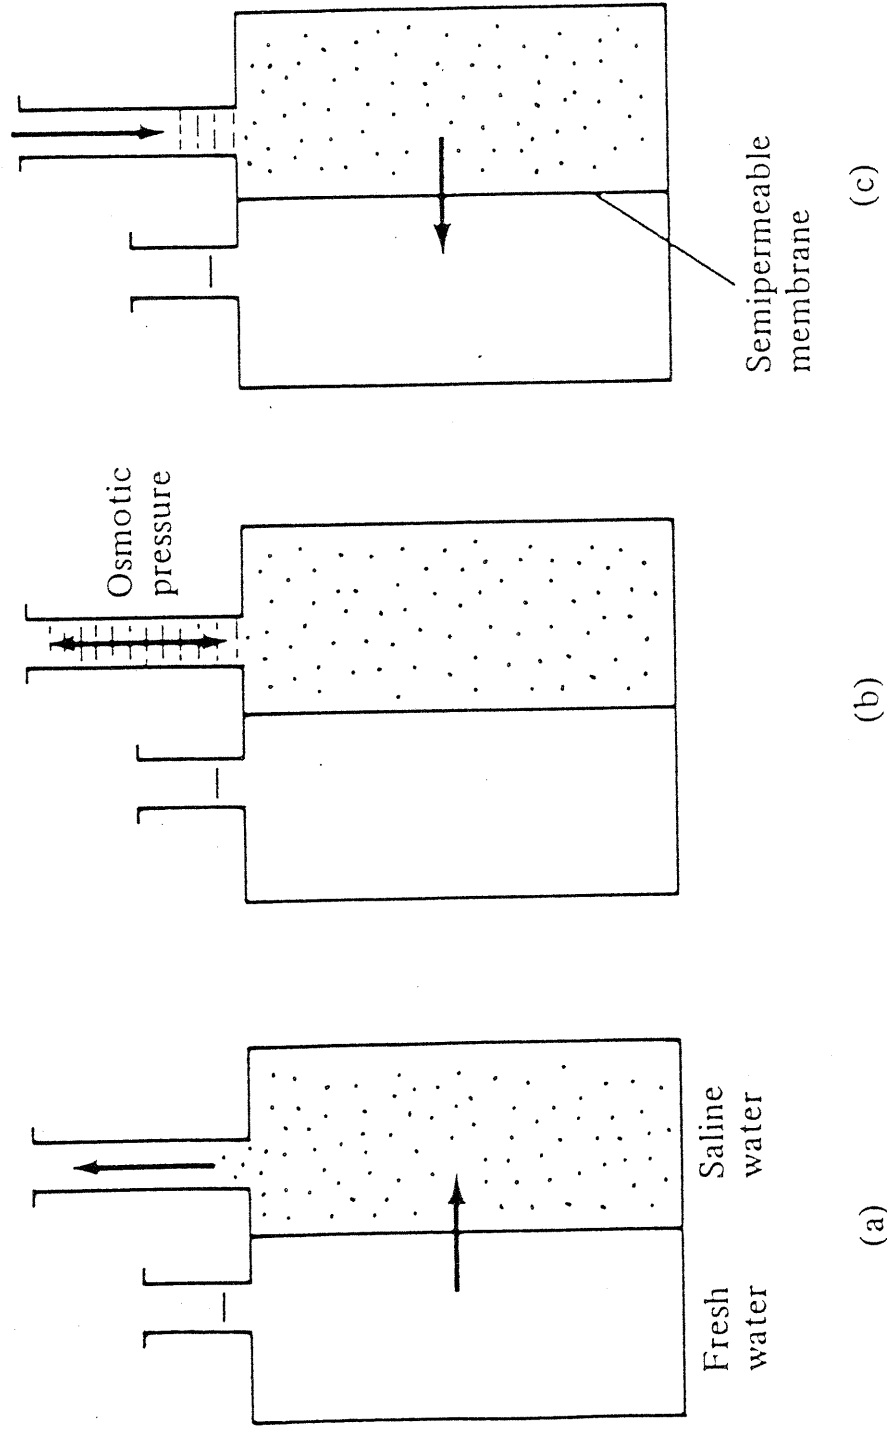 Fresh
water
Saline
water
(a)
Osmotic
pressure
(b)
Semipermeable
membrane
(c)